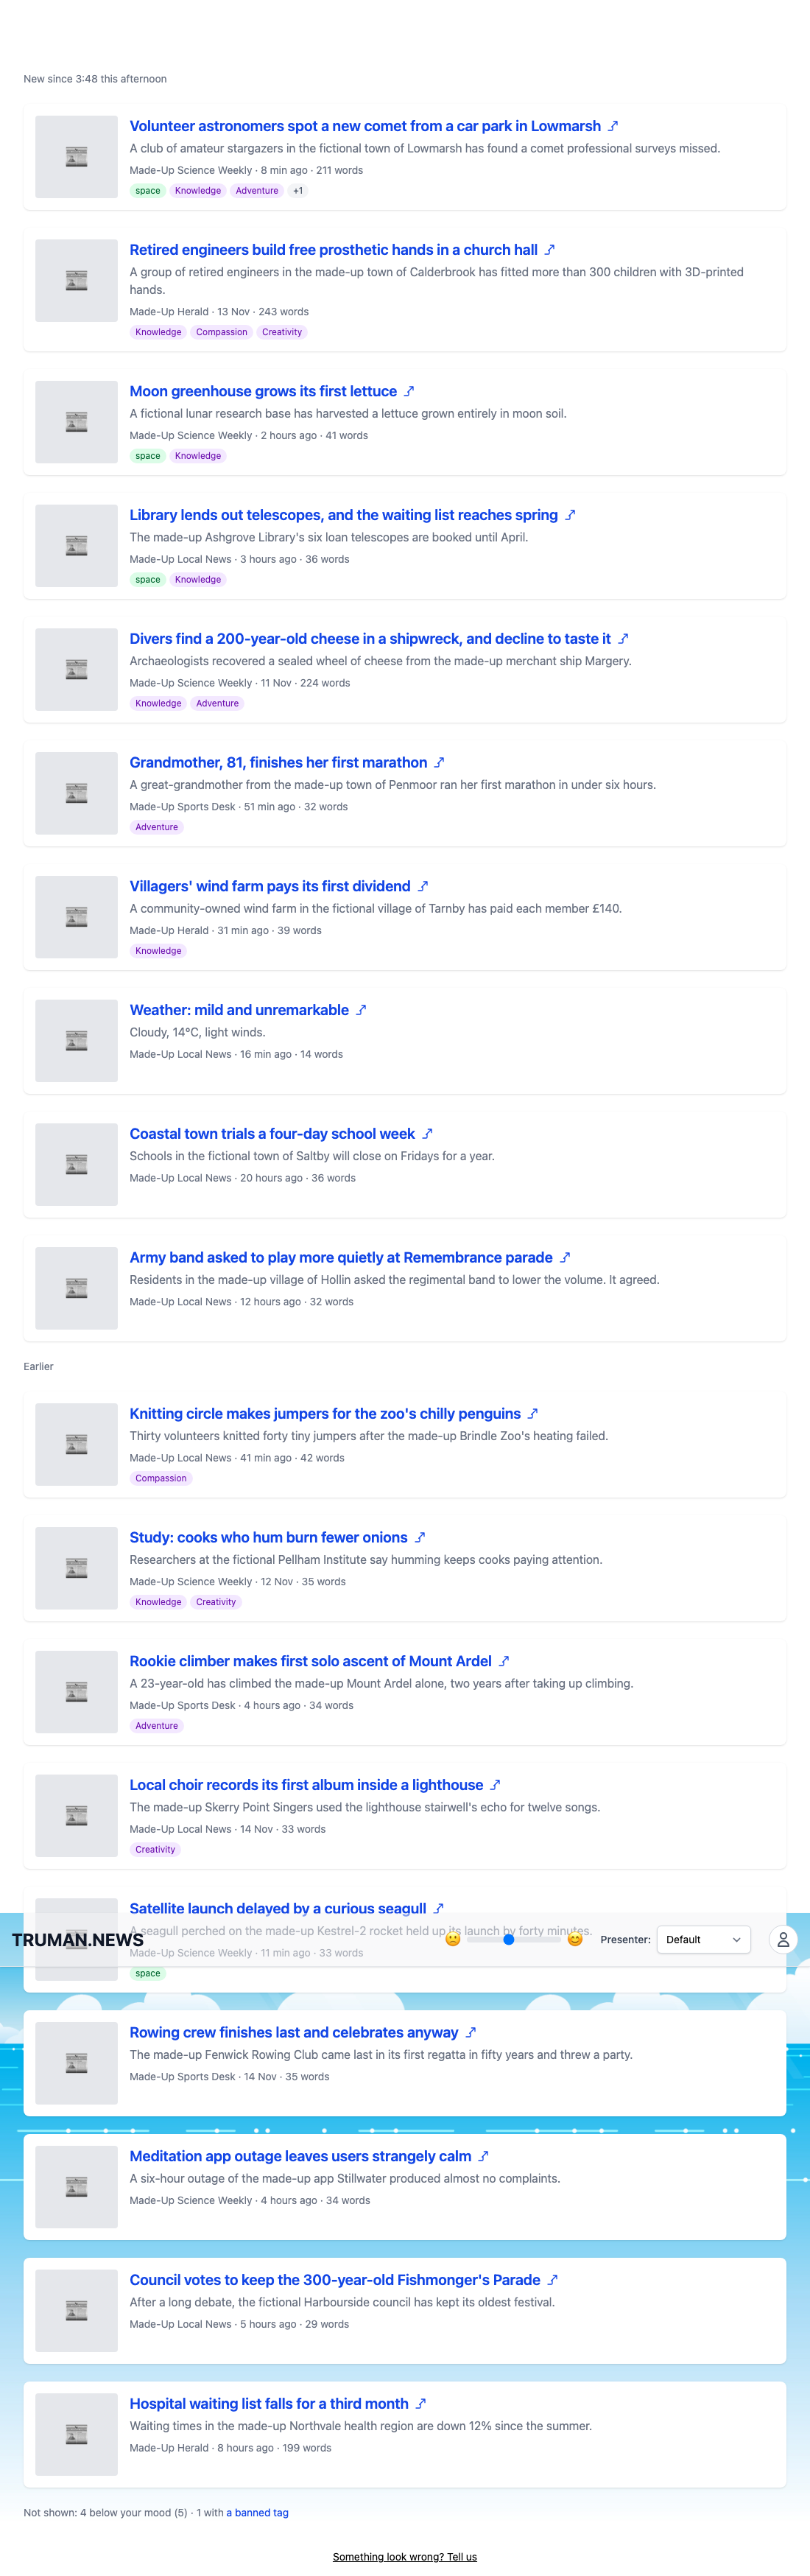 New since 3:48 this afternoon
Volunteer astronomers spot a new comet from a car park in Lowmarsh
A club of amateur stargazers in the fictional town of Lowmarsh has found a comet professional surveys missed.
Made-Up Science Weekly · 8 min ago · 211 words
space Knowledge Adventure +1
Retired engineers build free prosthetic hands in a church hall
A group of retired engineers in the made-up town of Calderbrook has fitted more than 300 children with 3D-printed
hands.
Made-Up Herald · 13 Nov · 243 words
Knowledge Compassion Creativity
Moon greenhouse grows its first lettuce
A fictional lunar research base has harvested a lettuce grown entirely in moon soil.
Made-Up Science Weekly · 2 hours ago · 41 words
space Knowledge
Library lends out telescopes, and the waiting list reaches spring
The made-up Ashgrove Library's six loan telescopes are booked until April.
Made-Up Local News · 3 hours ago · 36 words
space Knowledge
Divers find a 200-year-old cheese in a shipwreck, and decline to taste it
Archaeologists recovered a sealed wheel of cheese from the made-up merchant ship Margery.
Made-Up Science Weekly · 11 Nov · 224 words
Knowledge Adventure
Grandmother, 81, finishes her first marathon
A great-grandmother from the made-up town of Penmoor ran her first marathon in under six hours.
Made-Up Sports Desk · 51 min ago · 32 words
Adventure
Villagers' wind farm pays its first dividend
A community-owned wind farm in the fictional village of Tarnby has paid each member £140.
Made-Up Herald · 31 min ago · 39 words
Knowledge
Weather: mild and unremarkable
Cloudy, 14°C, light winds.
Made-Up Local News · 16 min ago · 14 words
Coastal town trials a four-day school week
Schools in the fictional town of Saltby will close on Fridays for a year.
Made-Up Local News · 20 hours ago · 36 words
Army band asked to play more quietly at Remembrance parade
Residents in the made-up village of Hollin asked the regimental band to lower the volume. It agreed.
Made-Up Local News · 12 hours ago · 32 words
Earlier
Knitting circle makes jumpers for the zoo's chilly penguins
Thirty volunteers knitted forty tiny jumpers after the made-up Brindle Zoo's heating failed.
Made-Up Local News · 41 min ago · 42 words
Compassion
Study: cooks who hum burn fewer onions
Researchers at the fictional Pellham Institute say humming keeps cooks paying attention.
Made-Up Science Weekly · 12 Nov · 35 words
Knowledge Creativity
Rookie climber makes first solo ascent of Mount Ardel
A 23-year-old has climbed the made-up Mount Ardel alone, two years after taking up climbing.
Made-Up Sports Desk · 4 hours ago · 34 words
Adventure
Local choir records its first album inside a lighthouse
The made-up Skerry Point Singers used the lighthouse stairwell's echo for twelve songs.
Made-Up Local News · 14 Nov · 33 words
Creativity
Satellite launch delayed by a curious seagull
A seagull perched on the made-up Kestrel-2 rocket held up its launch by forty minutes.
TRUMAN.NEWS Presenter: Default
Made-Up Science Weekly · 11 min ago · 33 words
space
Rowing crew finishes last and celebrates anyway
The made-up Fenwick Rowing Club came last in its first regatta in fifty years and threw a party.
Made-Up Sports Desk · 14 Nov · 35 words
Meditation app outage leaves users strangely calm
A six-hour outage of the made-up app Stillwater produced almost no complaints.
Made-Up Science Weekly · 4 hours ago · 34 words
Council votes to keep the 300-year-old Fishmonger's Parade
After a long debate, the fictional Harbourside council has kept its oldest festival.
Made-Up Local News · 5 hours ago · 29 words
Hospital waiting list falls for a third month
Waiting times in the made-up Northvale health region are down 12% since the summer.
Made-Up Herald · 8 hours ago · 199 words
Not shown: 4 below your mood (5) · 1 with a banned tag
Something look wrong? Tell us